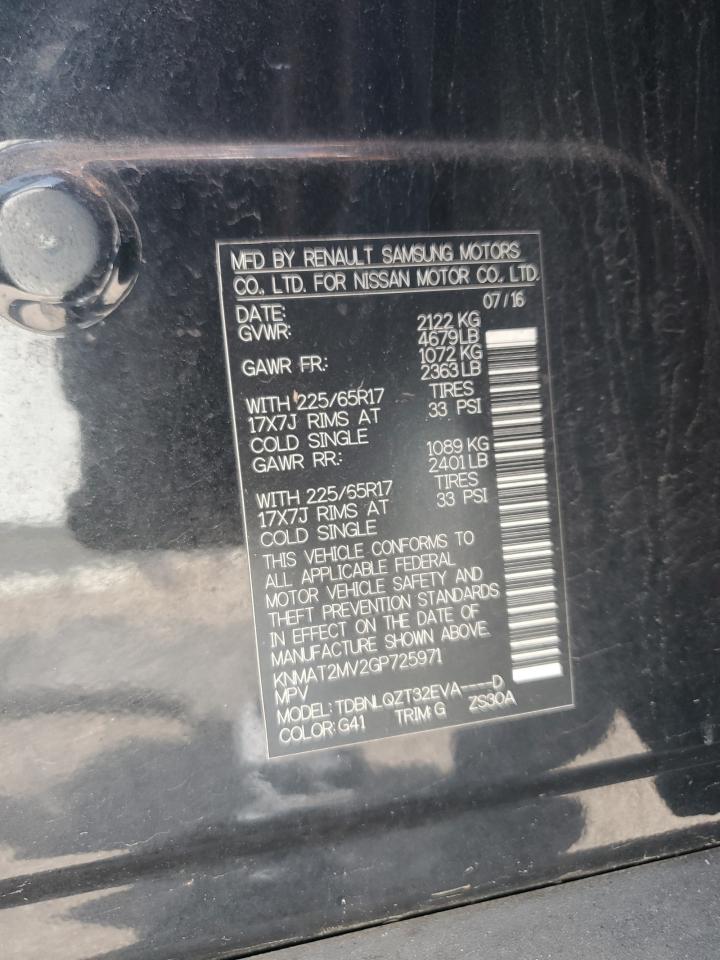 MFD BY RENAULT SAMSUNG MOTORS
CO., LTD. FOR NISSAN MOTOR CO., LTD.
DATE: 07/16
GVWR: 2122 KG
4679 LB
GAWR FR: 1072 KG
2363 LB
WITH 225/65R17 TIRES
17X7J RIMS AT 33 PSI
COLD SINGLE
GAWR RR: 1089 KG
2401 LB
WITH 225/65R17 TIRES
17X7J RIMS AT 33 PSI
COLD SINGLE
THIS VEHICLE CONFORMS TO
ALL APPLICABLE FEDERAL
MOTOR VEHICLE SAFETY AND
THEFT PREVENTION STANDARDS
IN EFFECT ON THE DATE OF
MANUFACTURE SHOWN ABOVE.
KNMAT2MV2GP725971
MPV
MODEL: TDBNLQZT32EVA----D
COLOR: G41 TRIM: G ZS30A